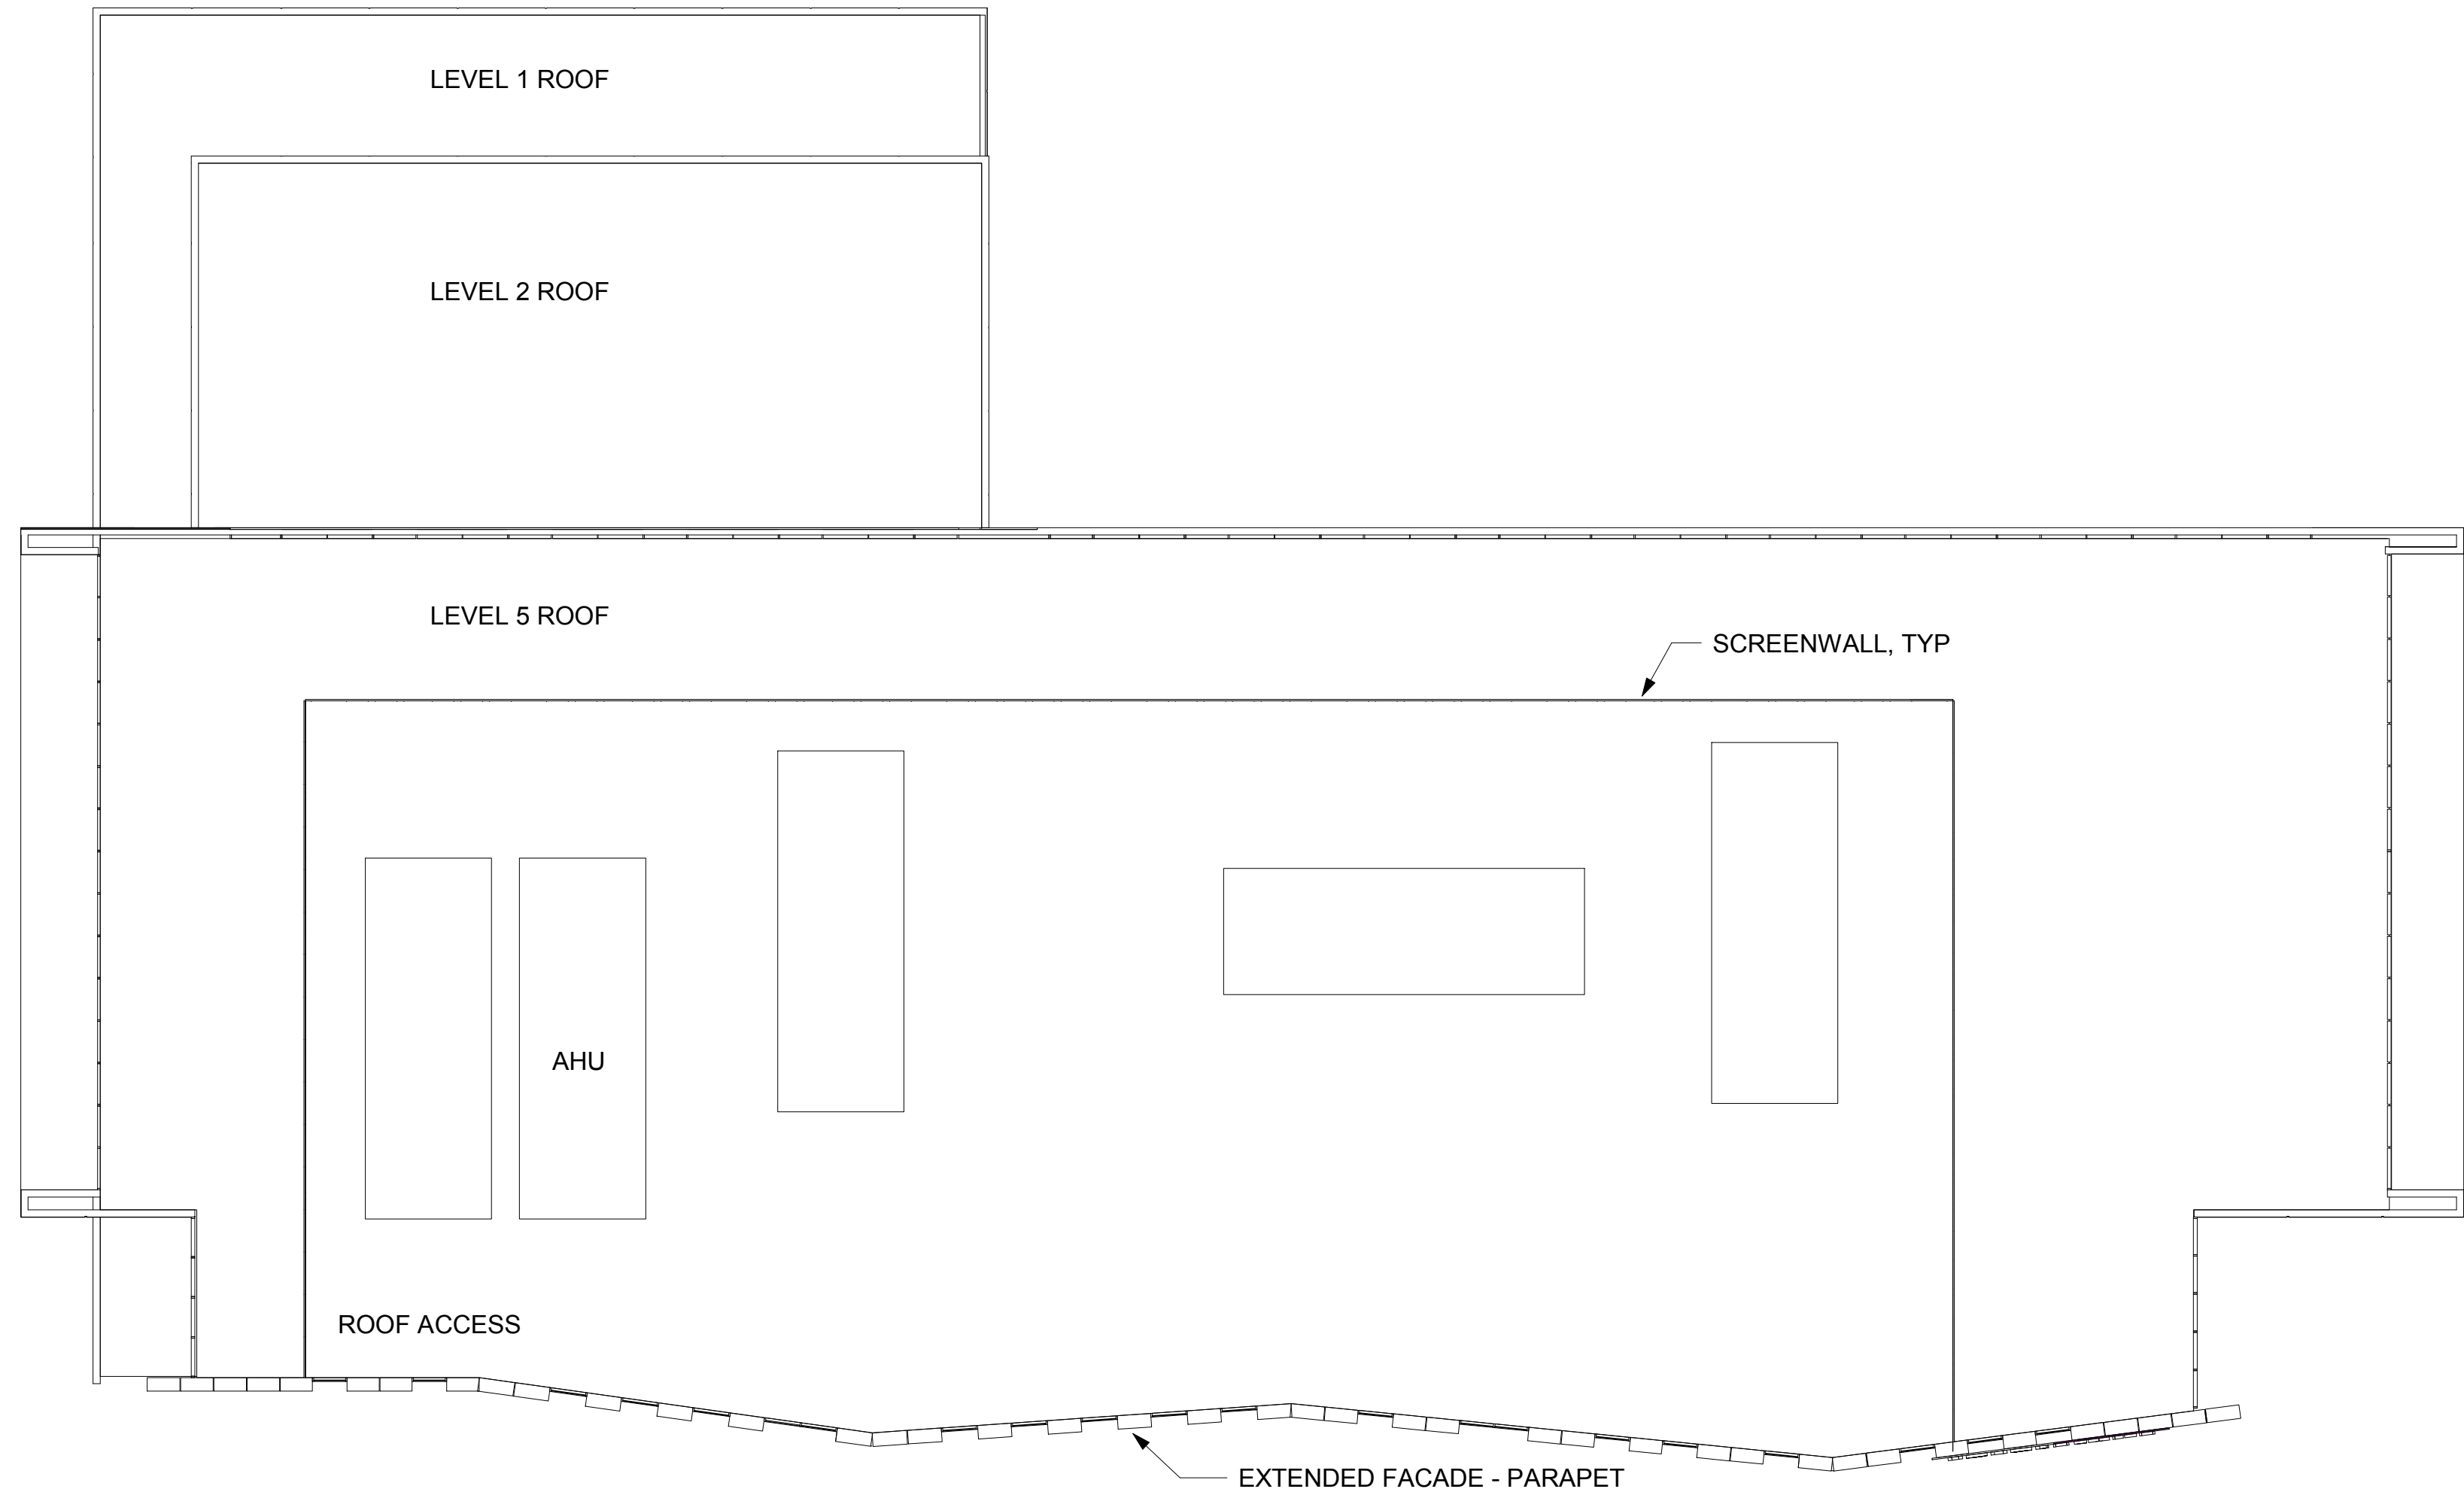 LEVEL 1 ROOF
LEVEL 2 ROOF
LEVEL 5 ROOF
SCREENWALL, TYP
AHU
ROOF ACCESS
EXTENDED FACADE - PARAPET